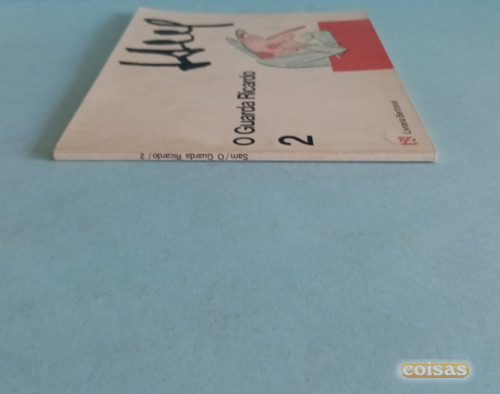 Sam
O Guarda Ricardo
2
Livraria Bertrand
Sam / O Guarda Ricardo / 2
coisas